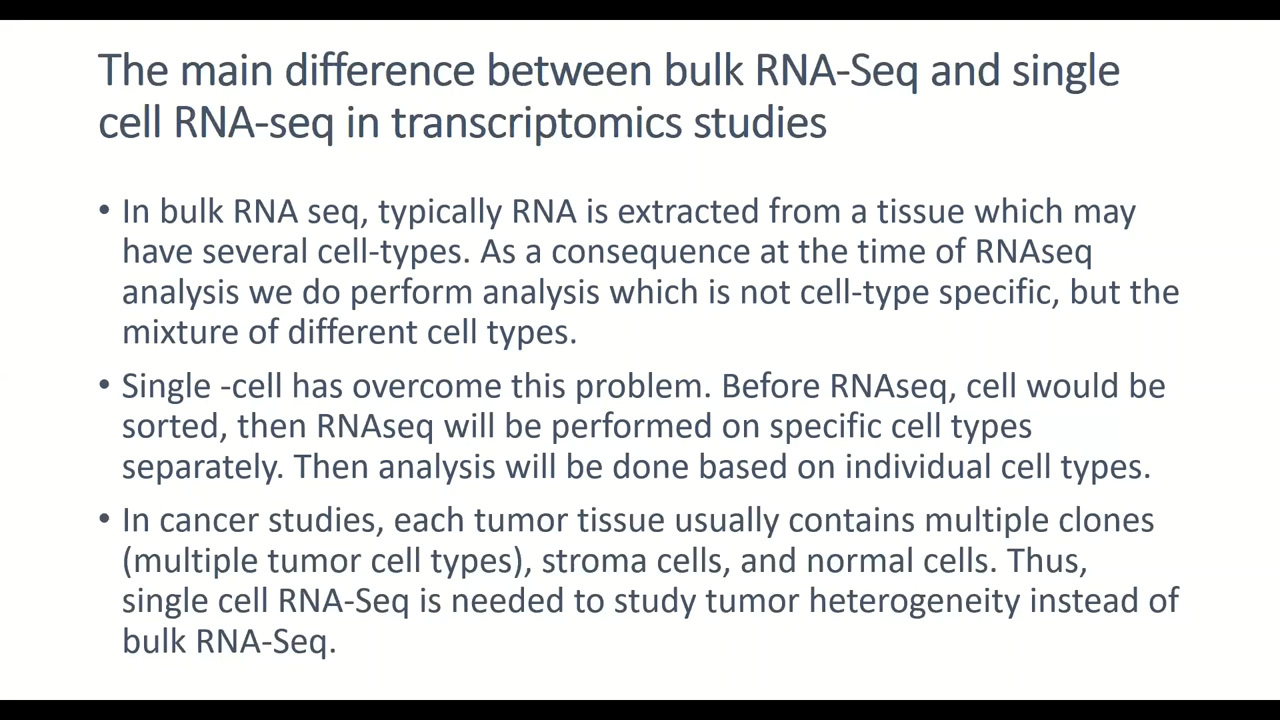 The main difference between bulk RNA-Seq and single
cell RNA-seq in transcriptomics studies
• In bulk RNA seq, typically RNA is extracted from a tissue which may
have several cell-types. As a consequence at the time of RNAseq
analysis we do perform analysis which is not cell-type specific, but the
mixture of different cell types.
• Single -cell has overcome this problem. Before RNAseq, cell would be
sorted, then RNAseq will be performed on specific cell types
separately. Then analysis will be done based on individual cell types.
• In cancer studies, each tumor tissue usually contains multiple clones
(multiple tumor cell types), stroma cells, and normal cells. Thus,
single cell RNA-Seq is needed to study tumor heterogeneity instead of
bulk RNA-Seq.